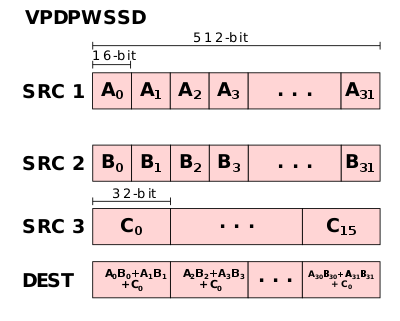 VPDPWSSD
512-bit
16-bit
SRC 1 A0 A1 A2 A3 ... A31
SRC 2 B0 B1 B2 B3 ... B31
32-bit
SRC 3 C0 ... C15
DEST A0B0+A1B1 +C0 A2B2+A3B3 +C0 ... A30B30+A31B31 + C0